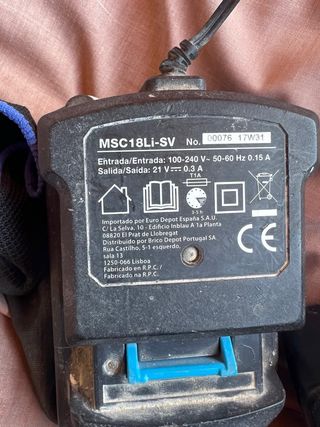 MSC18Li-SV No. 00076 17W31
Entrada/Entrada: 100-240 V~ 50-60 Hz 0.15 A
Salida/Saída: 21 V⎓ 0.3 A
T1A
3-5 h
Importado por Euro Depot España S.A.U.
C/ La Selva, 10 - Edificio Inblau A 1a Planta
08820 El Prat de Llobregat
Distribuido por Brico Depot Portugal SA
Rua Castilho, 5-1 esquerdo,
sala 13
1250-066 Lisboa
Fabricado en R.P.C. /
Fabricado na R.P.C.
CE